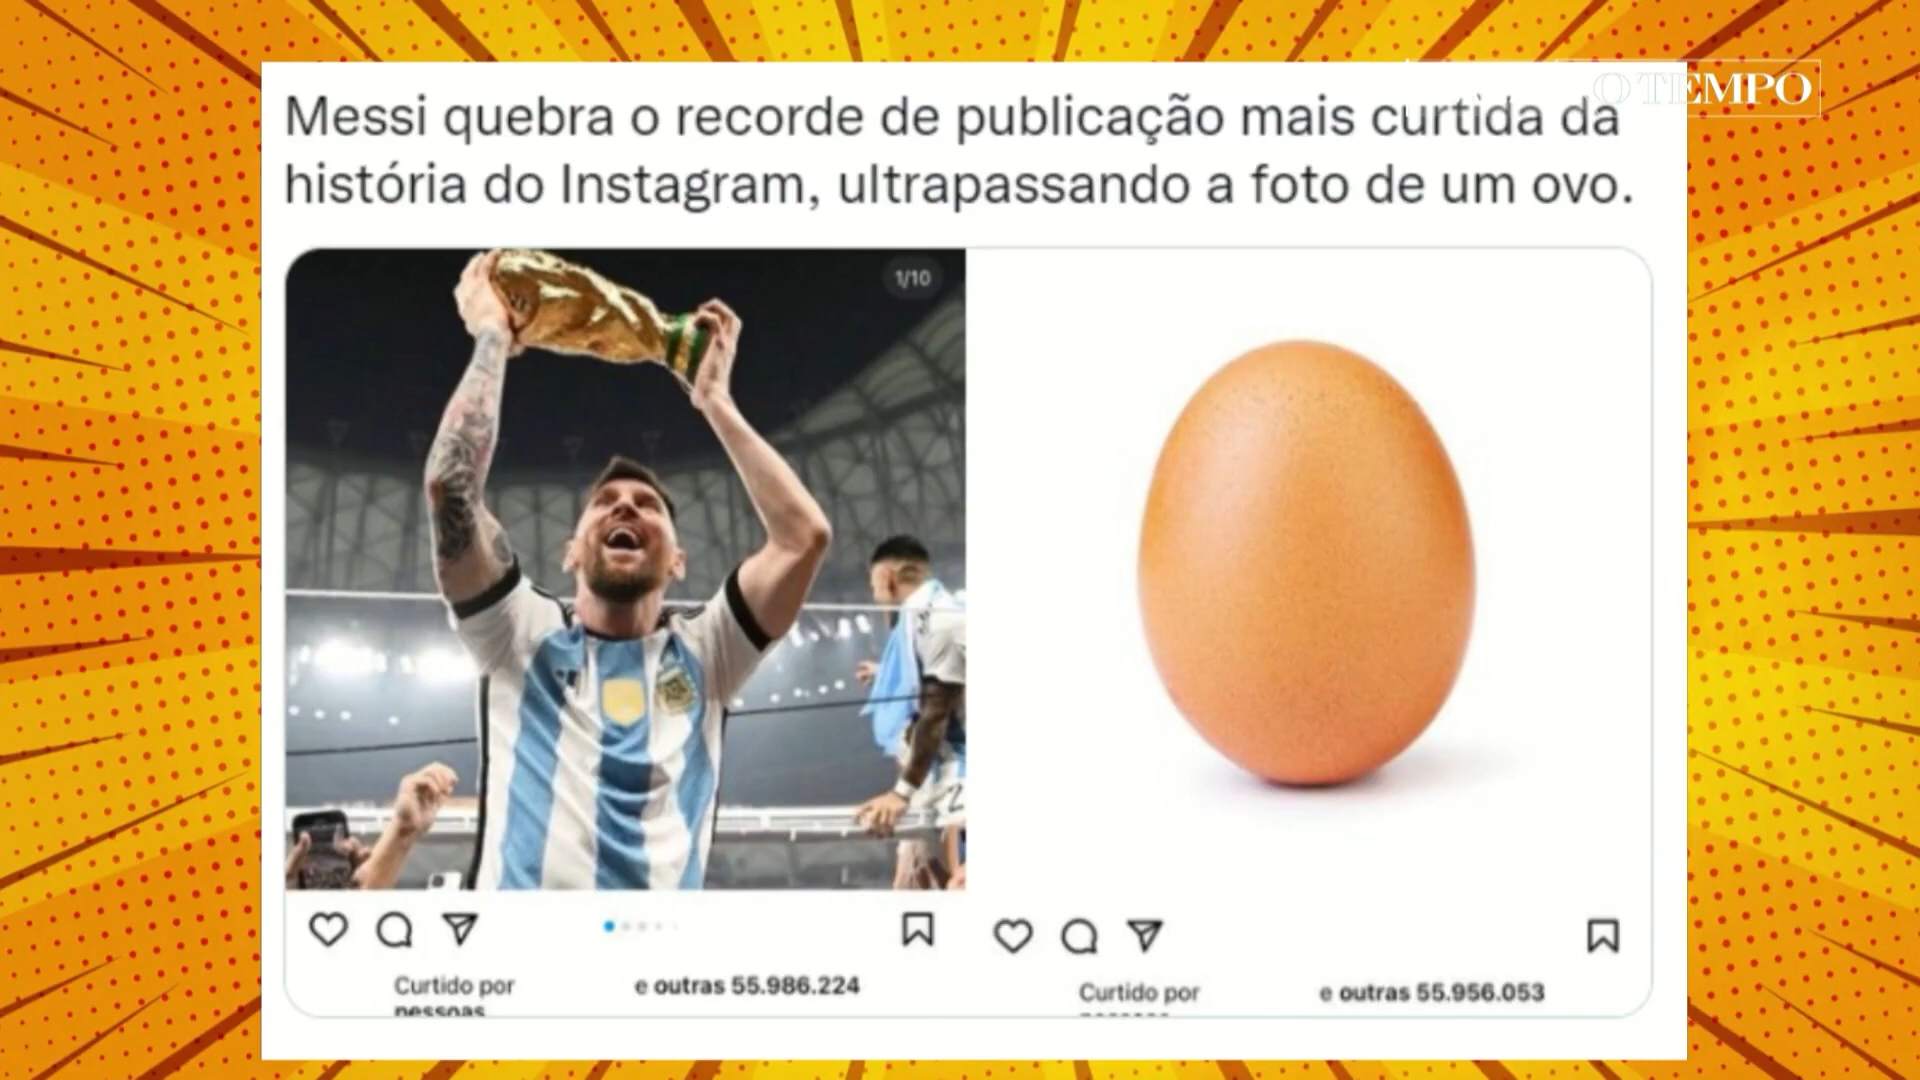 O TEMPO
Messi quebra o recorde de publicação mais curtida da
história do Instagram, ultrapassando a foto de um ovo.
1/10
Curtido por e outras 55.986.224
pessoas
Curtido por e outras 55.956.053